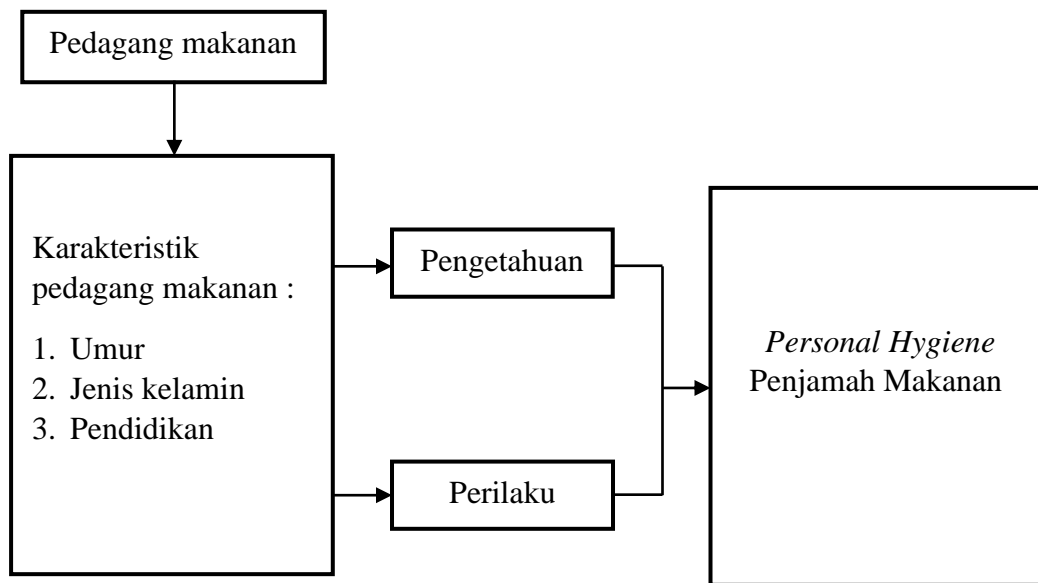 Pedagang makanan
Karakteristik
pedagang makanan :
1. Umur
2. Jenis kelamin
3. Pendidikan
Pengetahuan
Perilaku
Personal Hygiene
Penjamah Makanan